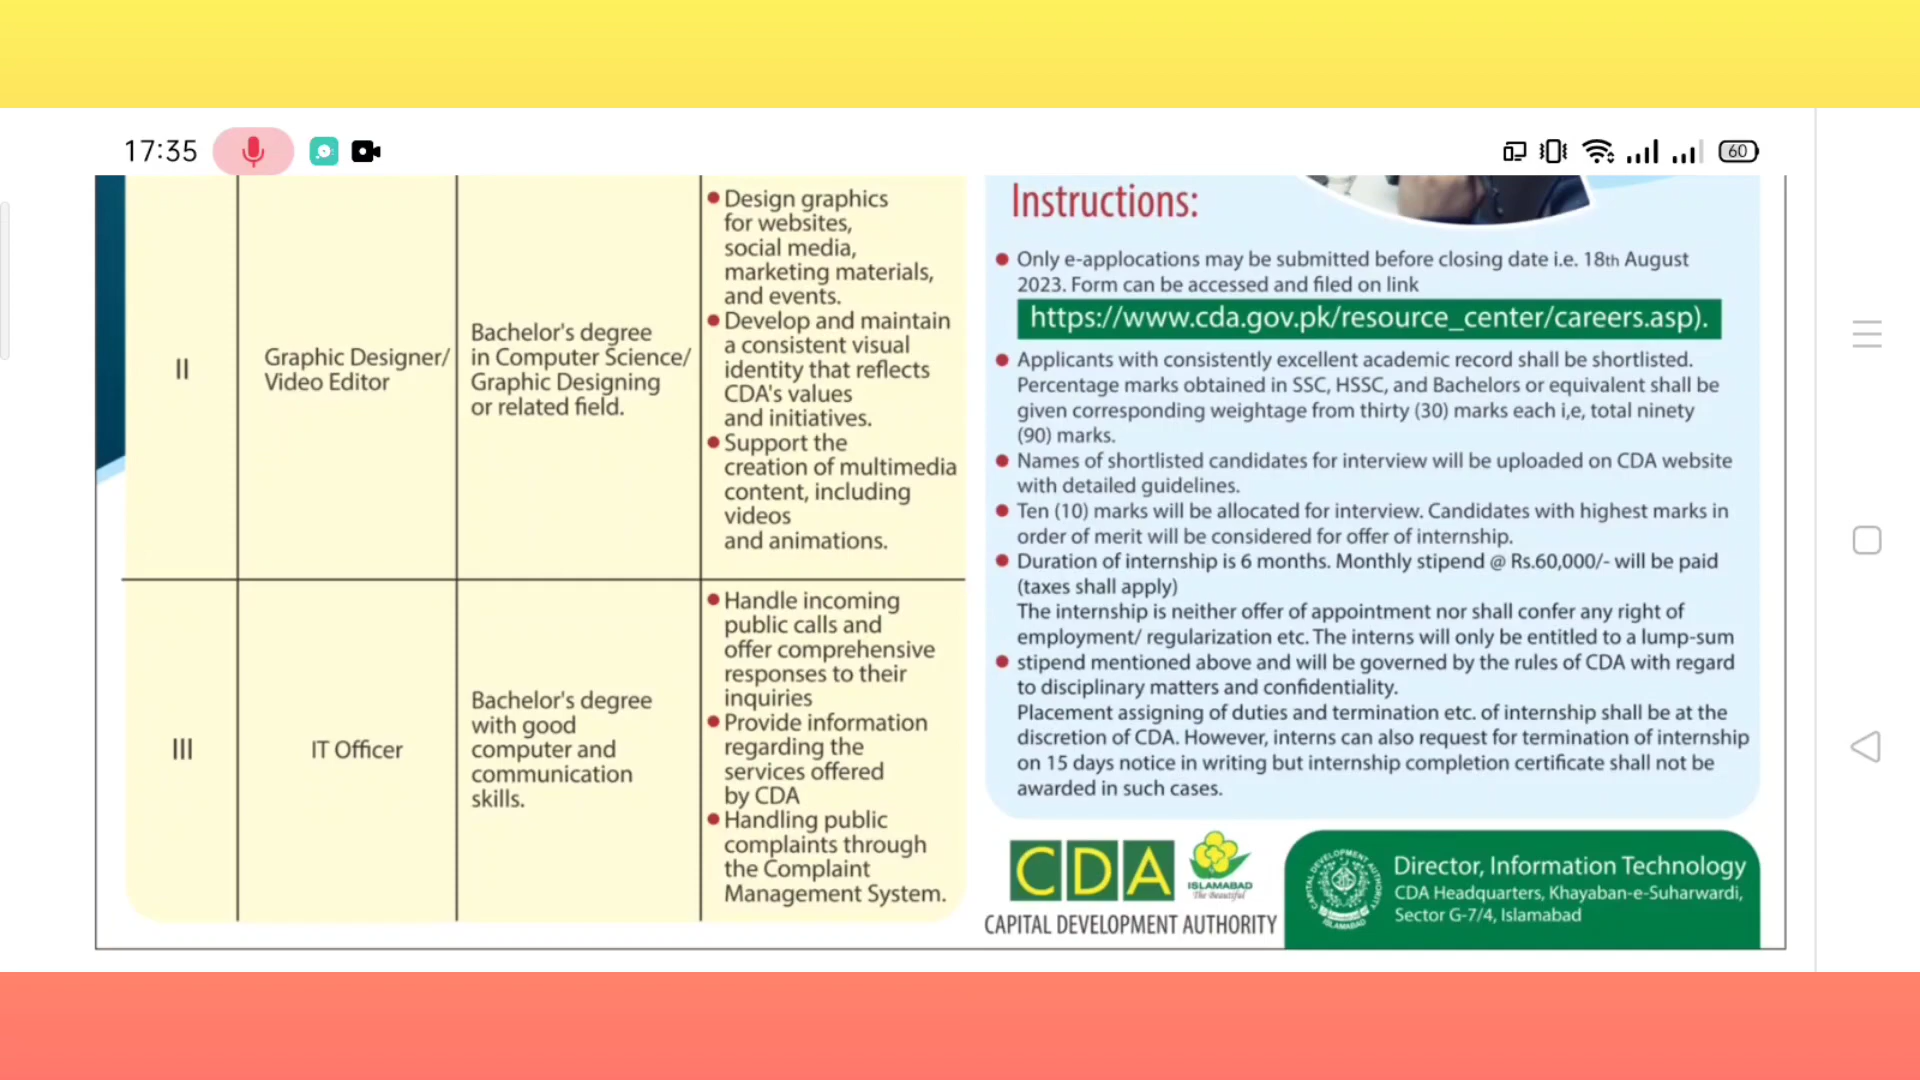 17:35
60
II
Graphic Designer/
Video Editor
Bachelor's degree
in Computer Science/
Graphic Designing
or related field.
Design graphics
for websites,
social media,
marketing materials,
and events.
Develop and maintain
a consistent visual
identity that reflects
CDA's values
and initiatives.
Support the
creation of multimedia
content, including
videos
and animations.
III
IT Officer
Bachelor's degree
with good
computer and
communication
skills.
Handle incoming
public calls and
offer comprehensive
responses to their
inquiries
Provide information
regarding the
services offered
by CDA
Handling public
complaints through
the Complaint
Management System.
Instructions:
Only e-applocations may be submitted before closing date i.e. 18th August
2023. Form can be accessed and filed on link
https://www.cda.gov.pk/resource_center/careers.asp).
Applicants with consistently excellent academic record shall be shortlisted.
Percentage marks obtained in SSC, HSSC, and Bachelors or equivalent shall be
given corresponding weightage from thirty (30) marks each i,e, total ninety
(90) marks.
Names of shortlisted candidates for interview will be uploaded on CDA website
with detailed guidelines.
Ten (10) marks will be allocated for interview. Candidates with highest marks in
order of merit will be considered for offer of internship.
Duration of internship is 6 months. Monthly stipend @ Rs.60,000/- will be paid
(taxes shall apply)
The internship is neither offer of appointment nor shall confer any right of
employment/ regularization etc. The interns will only be entitled to a lump-sum
stipend mentioned above and will be governed by the rules of CDA with regard
to disciplinary matters and confidentiality.
Placement assigning of duties and termination etc. of internship shall be at the
discretion of CDA. However, interns can also request for termination of internship
on 15 days notice in writing but internship completion certificate shall not be
awarded in such cases.
CDA
ISLAMABAD
The Beautiful
CAPITAL DEVELOPMENT AUTHORITY
CAPITAL DEVELOPMENT AUTHORITY
ISLAMABAD
Director, Information Technology
CDA Headquarters, Khayaban-e-Suharwardi,
Sector G-7/4, Islamabad